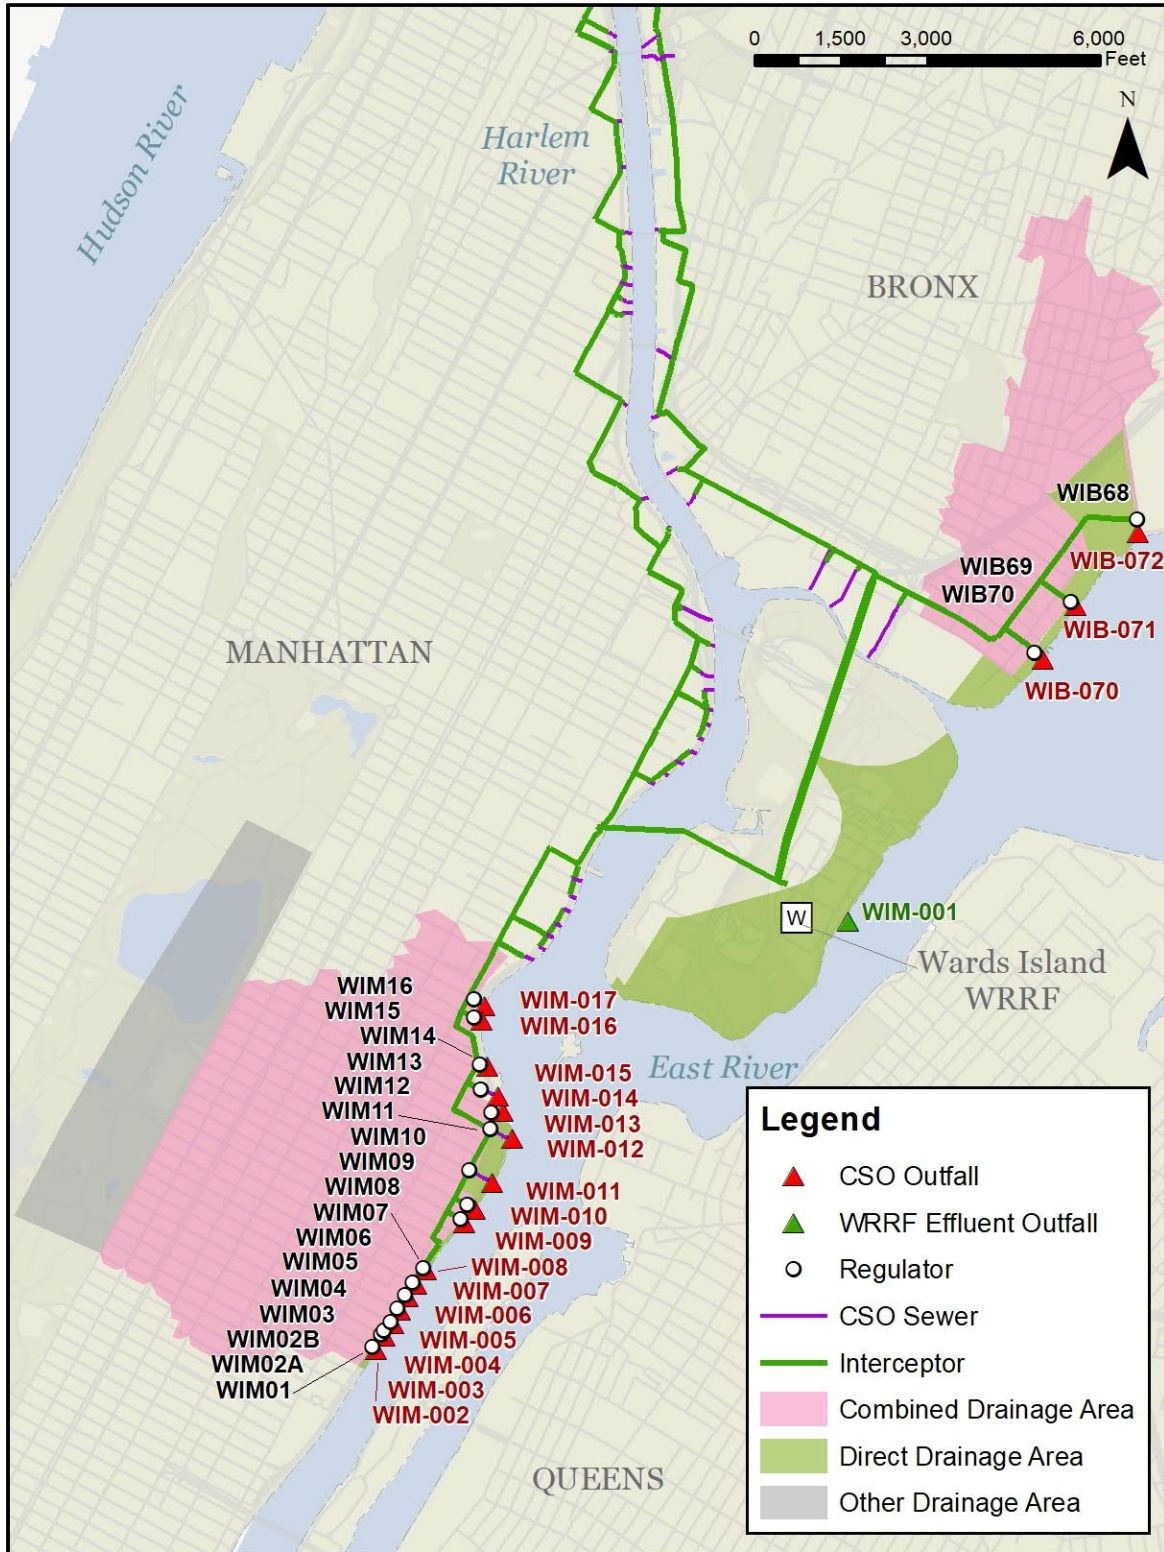 0 1,500 3,000 6,000
Feet
N
Hudson River
Harlem
River
BRONX
WIB68
WIB-072
WIB69
WIB70
WIB-071
WIB-070
MANHATTAN
W
WIM-001
Wards Island
WRRF
East River
WIM16
WIM15
WIM14
WIM13
WIM12
WIM11
WIM10
WIM09
WIM08
WIM07
WIM06
WIM05
WIM04
WIM03
WIM02B
WIM02A
WIM01
WIM-017
WIM-016
WIM-015
WIM-014
WIM-013
WIM-012
WIM-011
WIM-010
WIM-009
WIM-008
WIM-007
WIM-006
WIM-005
WIM-004
WIM-003
WIM-002
QUEENS
Legend
CSO Outfall
WRRF Effluent Outfall
Regulator
CSO Sewer
Interceptor
Combined Drainage Area
Direct Drainage Area
Other Drainage Area